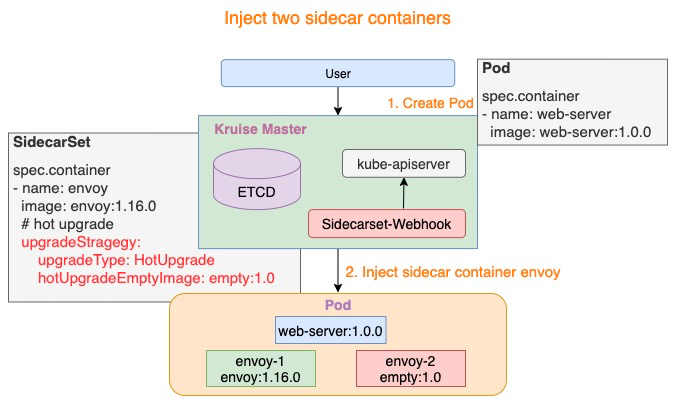 Inject two sidecar containers
User
Pod
spec.container
- name: web-server
image: web-server:1.0.0
1. Create Pod
Kruise Master
SidecarSet
spec.container
- name: envoy
image: envoy:1.16.0
# hot upgrade
upgradeStragegy:
upgradeType: HotUpgrade
hotUpgradeEmptyImage: empty:1.0
ETCD
kube-apiserver
Sidecarset-Webhook
2. Inject sidecar container envoy
Pod
web-server:1.0.0
envoy-1
envoy:1.16.0
envoy-2
empty:1.0